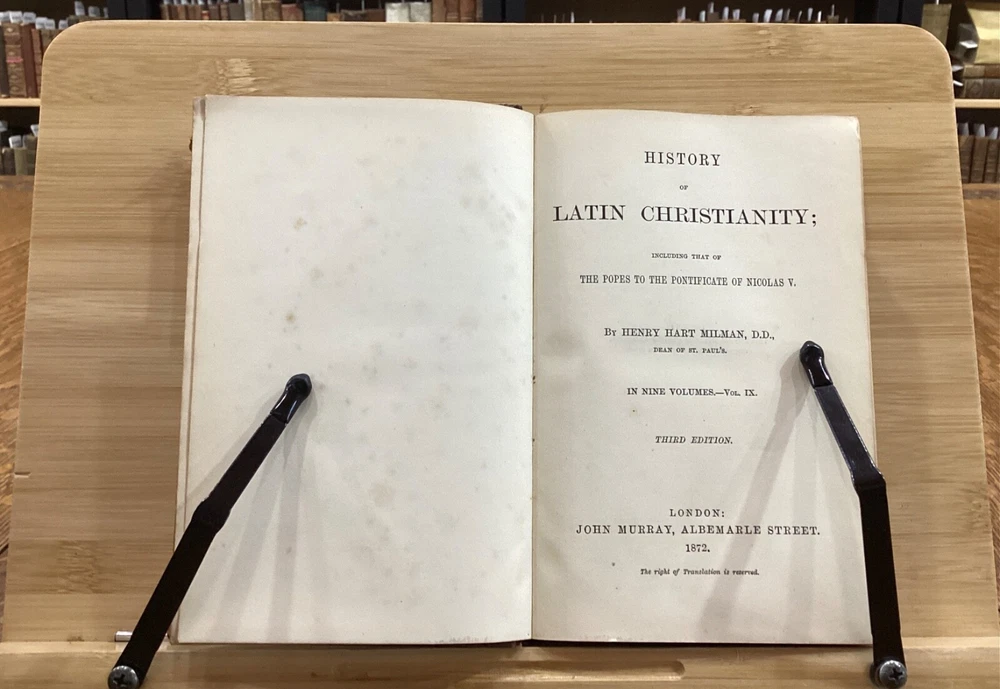 HISTORY
OF
LATIN CHRISTIANITY;
INCLUDING THAT OF
THE POPES TO THE PONTIFICATE OF NICOLAS V.
By HENRY HART MILMAN, D.D.,
DEAN OF ST. PAUL'S.
IN NINE VOLUMES.—Vol. IX.
THIRD EDITION.
LONDON:
JOHN MURRAY, ALBEMARLE STREET.
1872.
The right of Translation is reserved.